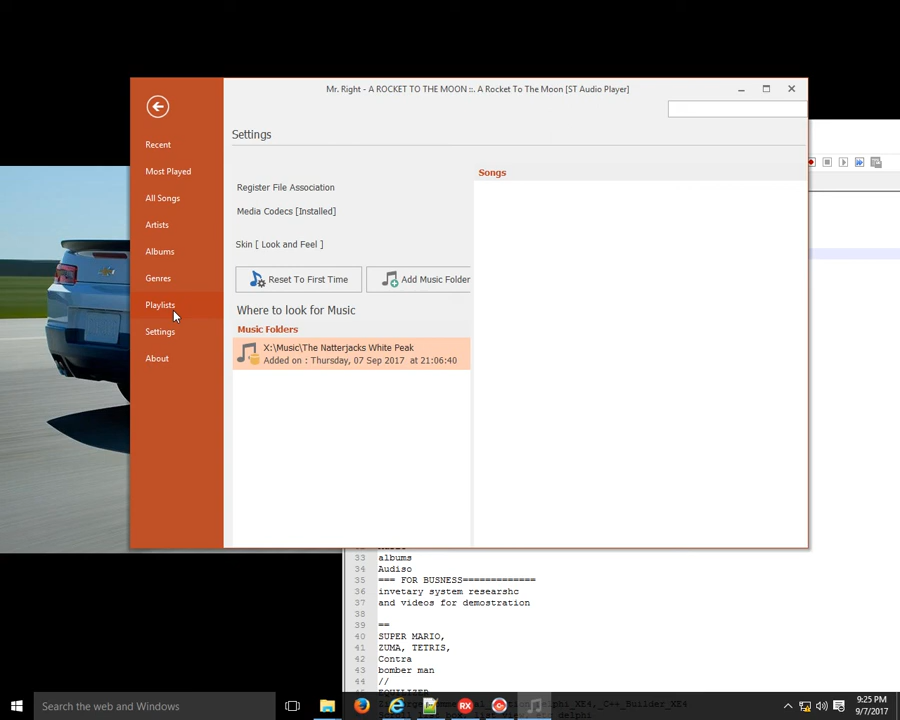 Mr. Right - A ROCKET TO THE MOON ::. A Rocket To The Moon [ST Audio Player]
Settings
Recent
Most Played
All Songs
Artists
Albums
Genres
Playlists
Settings
About
Register File Association
Media Codecs [Installed]
Skin [ Look and Feel ]
Reset To First Time
Add Music Folder
Where to look for Music
Music Folders
X:\Music\The Natterjacks White Peak
Added on : Thursday, 07 Sep 2017 at 21:06:40
Songs
33 albums
34 Audiso
35 === FOR BUSNESS=============
36 invetary system researshc
37 and videos for demostration
38
39 ==
40 SUPER MARIO,
41 ZUMA, TETRIS,
42 Contra
43 bomber man
44 //
Search the web and Windows
RX
9:25 PM
9/7/2017